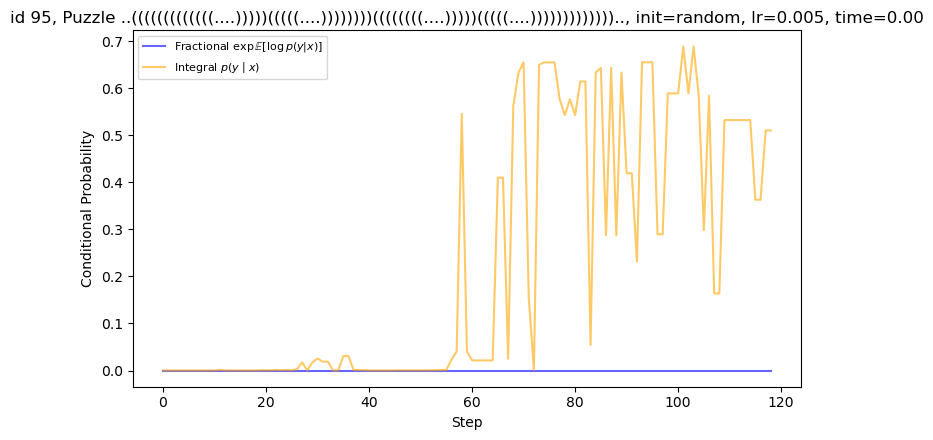 id 95, Puzzle ..(((((((((((((....)))))(((((....))))))))((((((((....)))))(((((....))))))))))))).., init=random, lr=0.005, time=0.00
Fractional exp𝔼[log p(y|x)]
Integral p(y | x)
Conditional Probability
0.7
0.6
0.5
0.4
0.3
0.2
0.1
0.0
0 20 40 60 80 100 120
Step